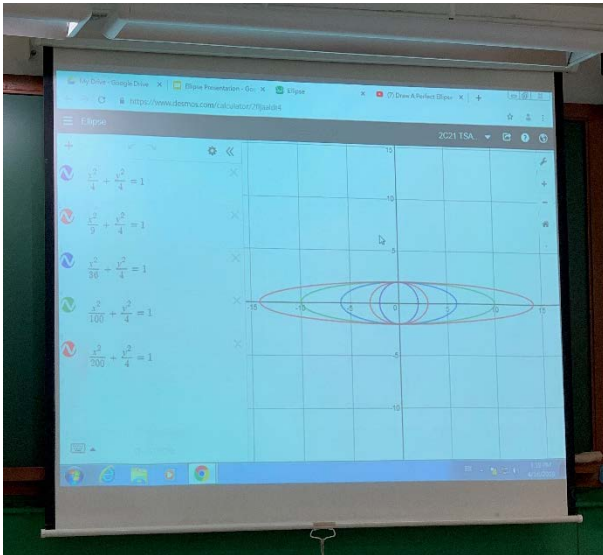 My Drive - Google Drive
Ellipse Presentation - Goo
Ellipse
(7) Draw A Perfect Ellipse
https://www.desmos.com/calculator/
Ellipse
2C21 TSA
x²/4 + y²/4 = 1
x²/9 + y²/4 = 1
x²/36 + y²/4 = 1
x²/100 + y²/4 = 1
x²/200 + y²/4 = 1
15
10
5
-15
-10
-5
0
5
10
15
-5
-10